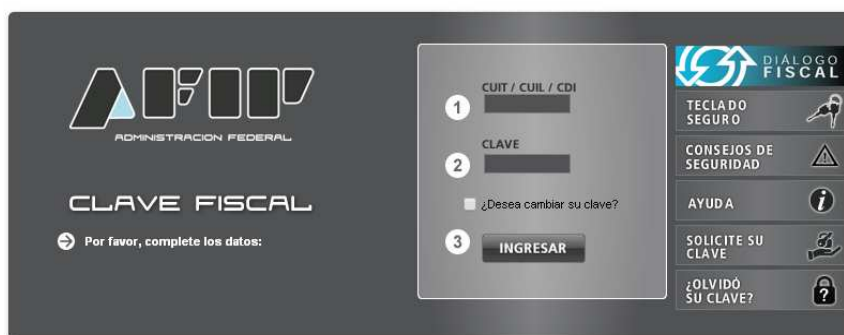 AFIP
ADMINISTRACION FEDERAL
CLAVE FISCAL
Por favor, complete los datos:
CUIT / CUIL / CDI
1
CLAVE
2
¿Desea cambiar su clave?
3
INGRESAR
DIÁLOGO
FISCAL
TECLADO
SEGURO
CONSEJOS DE
SEGURIDAD
AYUDA
SOLICITE SU
CLAVE
¿OLVIDÓ
SU CLAVE?